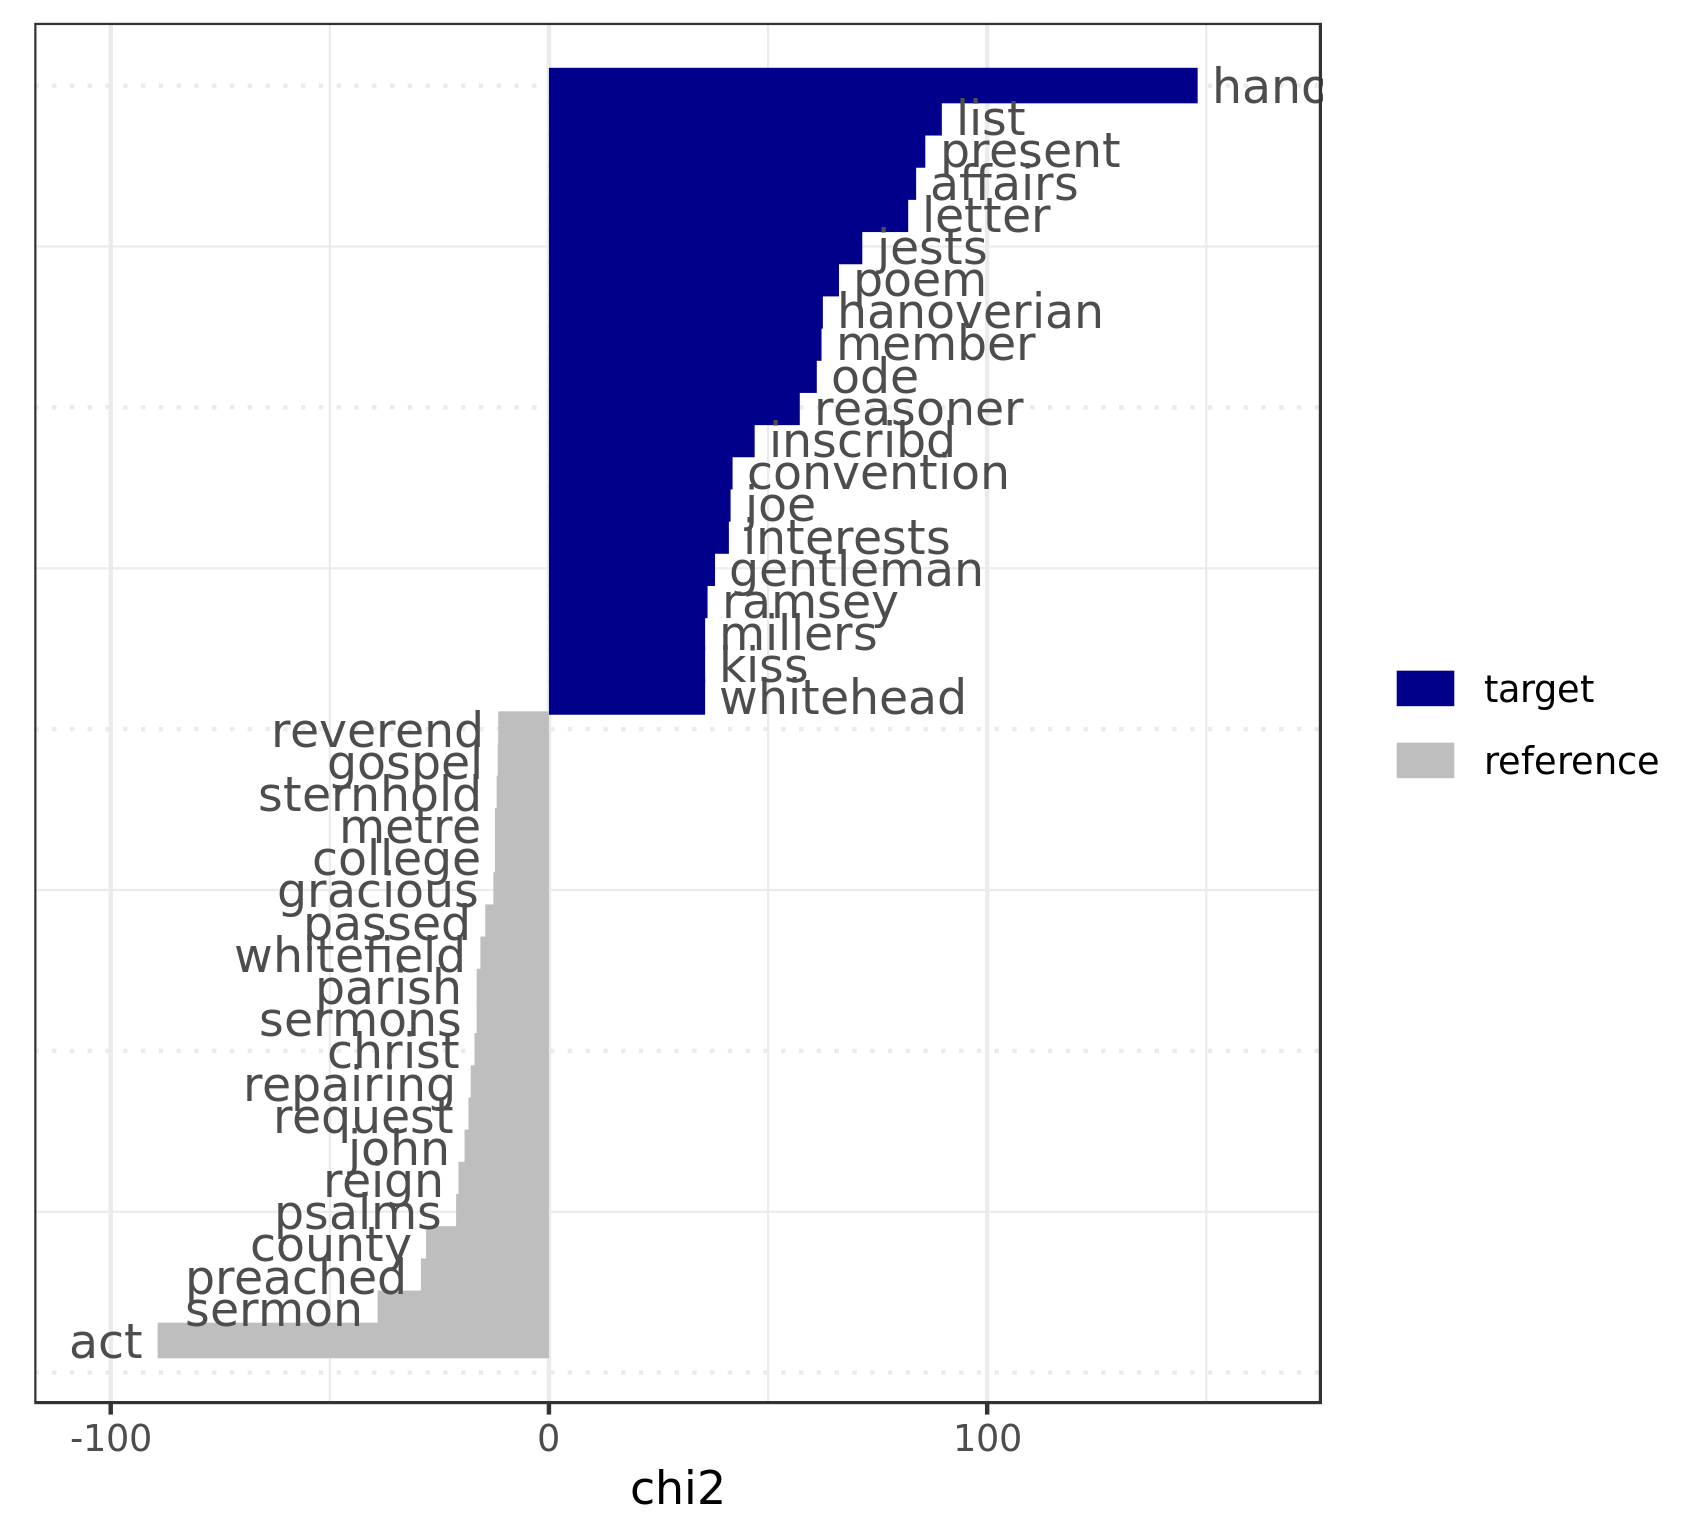 hano
list
present
affairs
letter
jests
poem
hanoverian
member
ode
reasoner
inscribd
convention
joe
interests
gentleman
ramsey
millers
kiss
whitehead
reverend
gospel
sternhold
metre
college
gracious
passed
whitefield
parish
sermons
christ
repairing
request
john
reign
psalms
county
preached
sermon
act
target
reference
-100 0 100
chi2